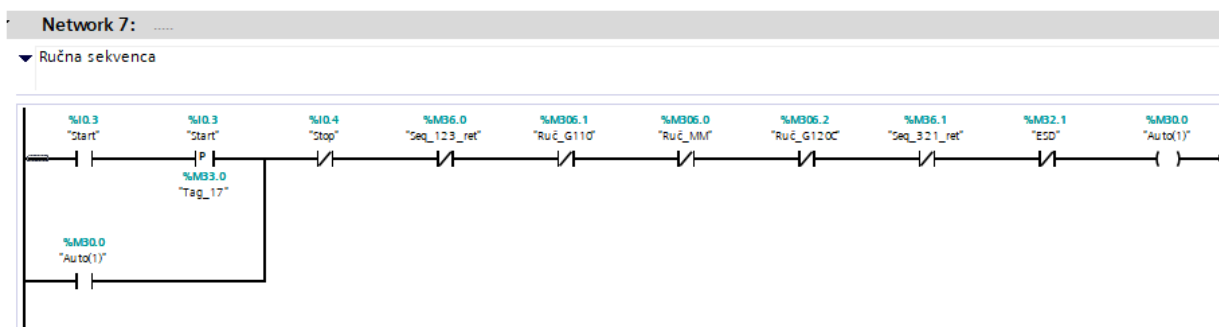 Network 7: .....
Ručna sekvenca
%I0.3 %I0.3 %I0.4 %M36.0 %M306.1 %M306.0 %M306.2 %M36.1 %M32.1 %M30.0
"Start" "Start" "Stop" "Seq_123_ret" "Ruč_G110" "Ruč_MM" "Ruč_G120C" "Seq_321_ret" "ESD" "Auto(1)"
P
%M33.0
"Tag_17"
%M30.0
"Auto(1)"